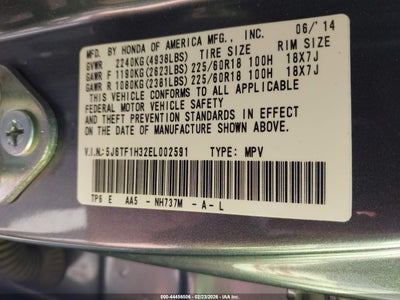 MFD. BY HONDA OF AMERICA MFG., INC. 06/'14
GVWR 2240KG(4938LBS) TIRE SIZE RIM SIZE
GAWR F 1190KG(2623LBS) 225/60R18 100H 18X7J
GAWR R 1080KG(2381LBS) 225/60R18 100H 18X7J
THIS VEHICLE CONFORMS TO ALL APPLICABLE
FEDERAL MOTOR VEHICLE SAFETY
AND THEFT PREVENTION STANDARDS IN EFFECT
ON THE DATE OF MANUFACTURE SHOWN ABOVE.
V.I.N.: 5J6TF1H32EL002591 TYPE: MPV
TP6 E AA5 - NH737M - A - L
000-44456506 - 02/23/2026 - IAA Inc.